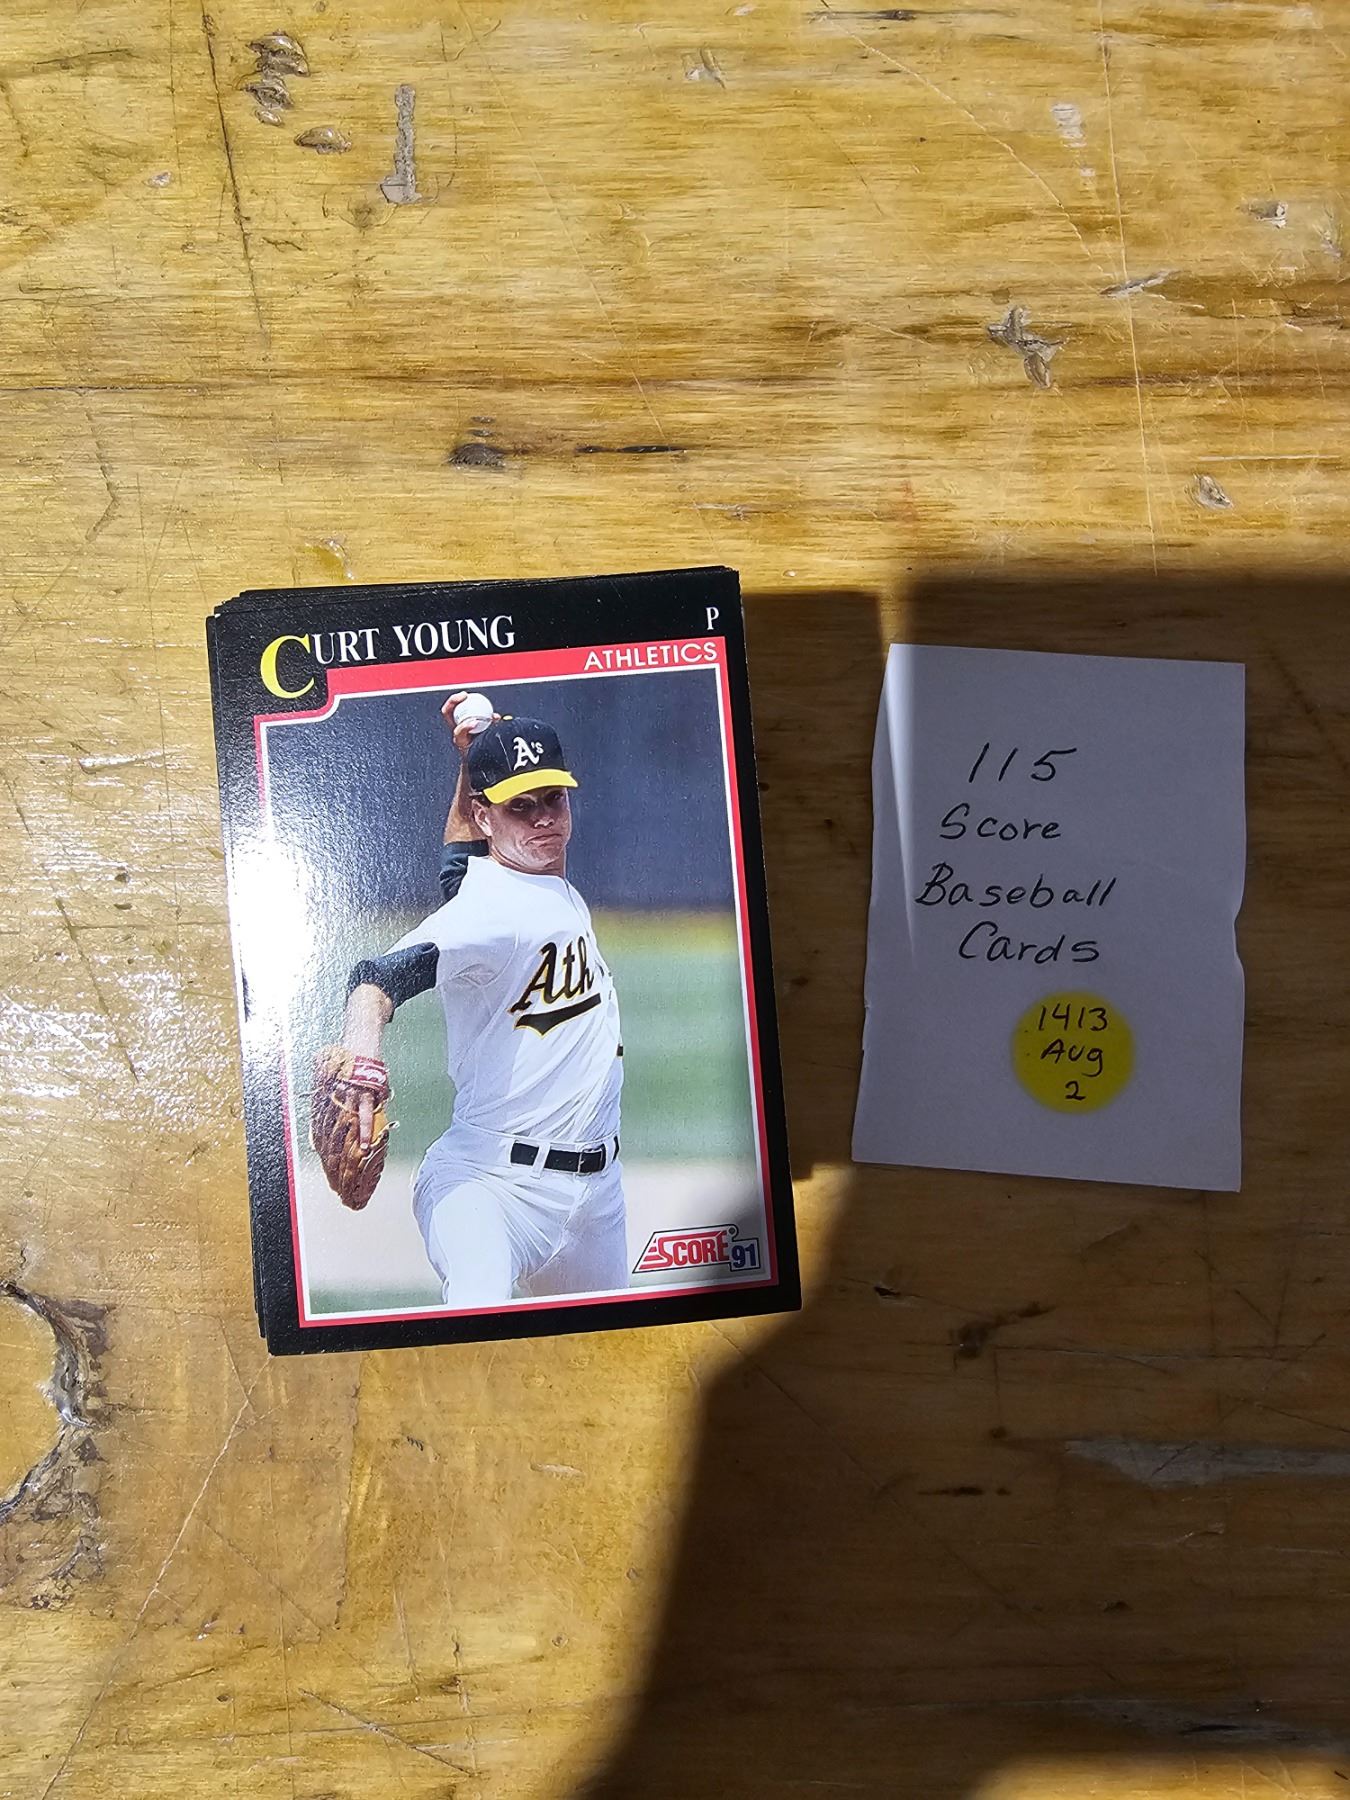 CURT YOUNG P
ATHLETICS
A's
Ath
SCORE 91
115
Score
Baseball
Cards
1413
Aug
2